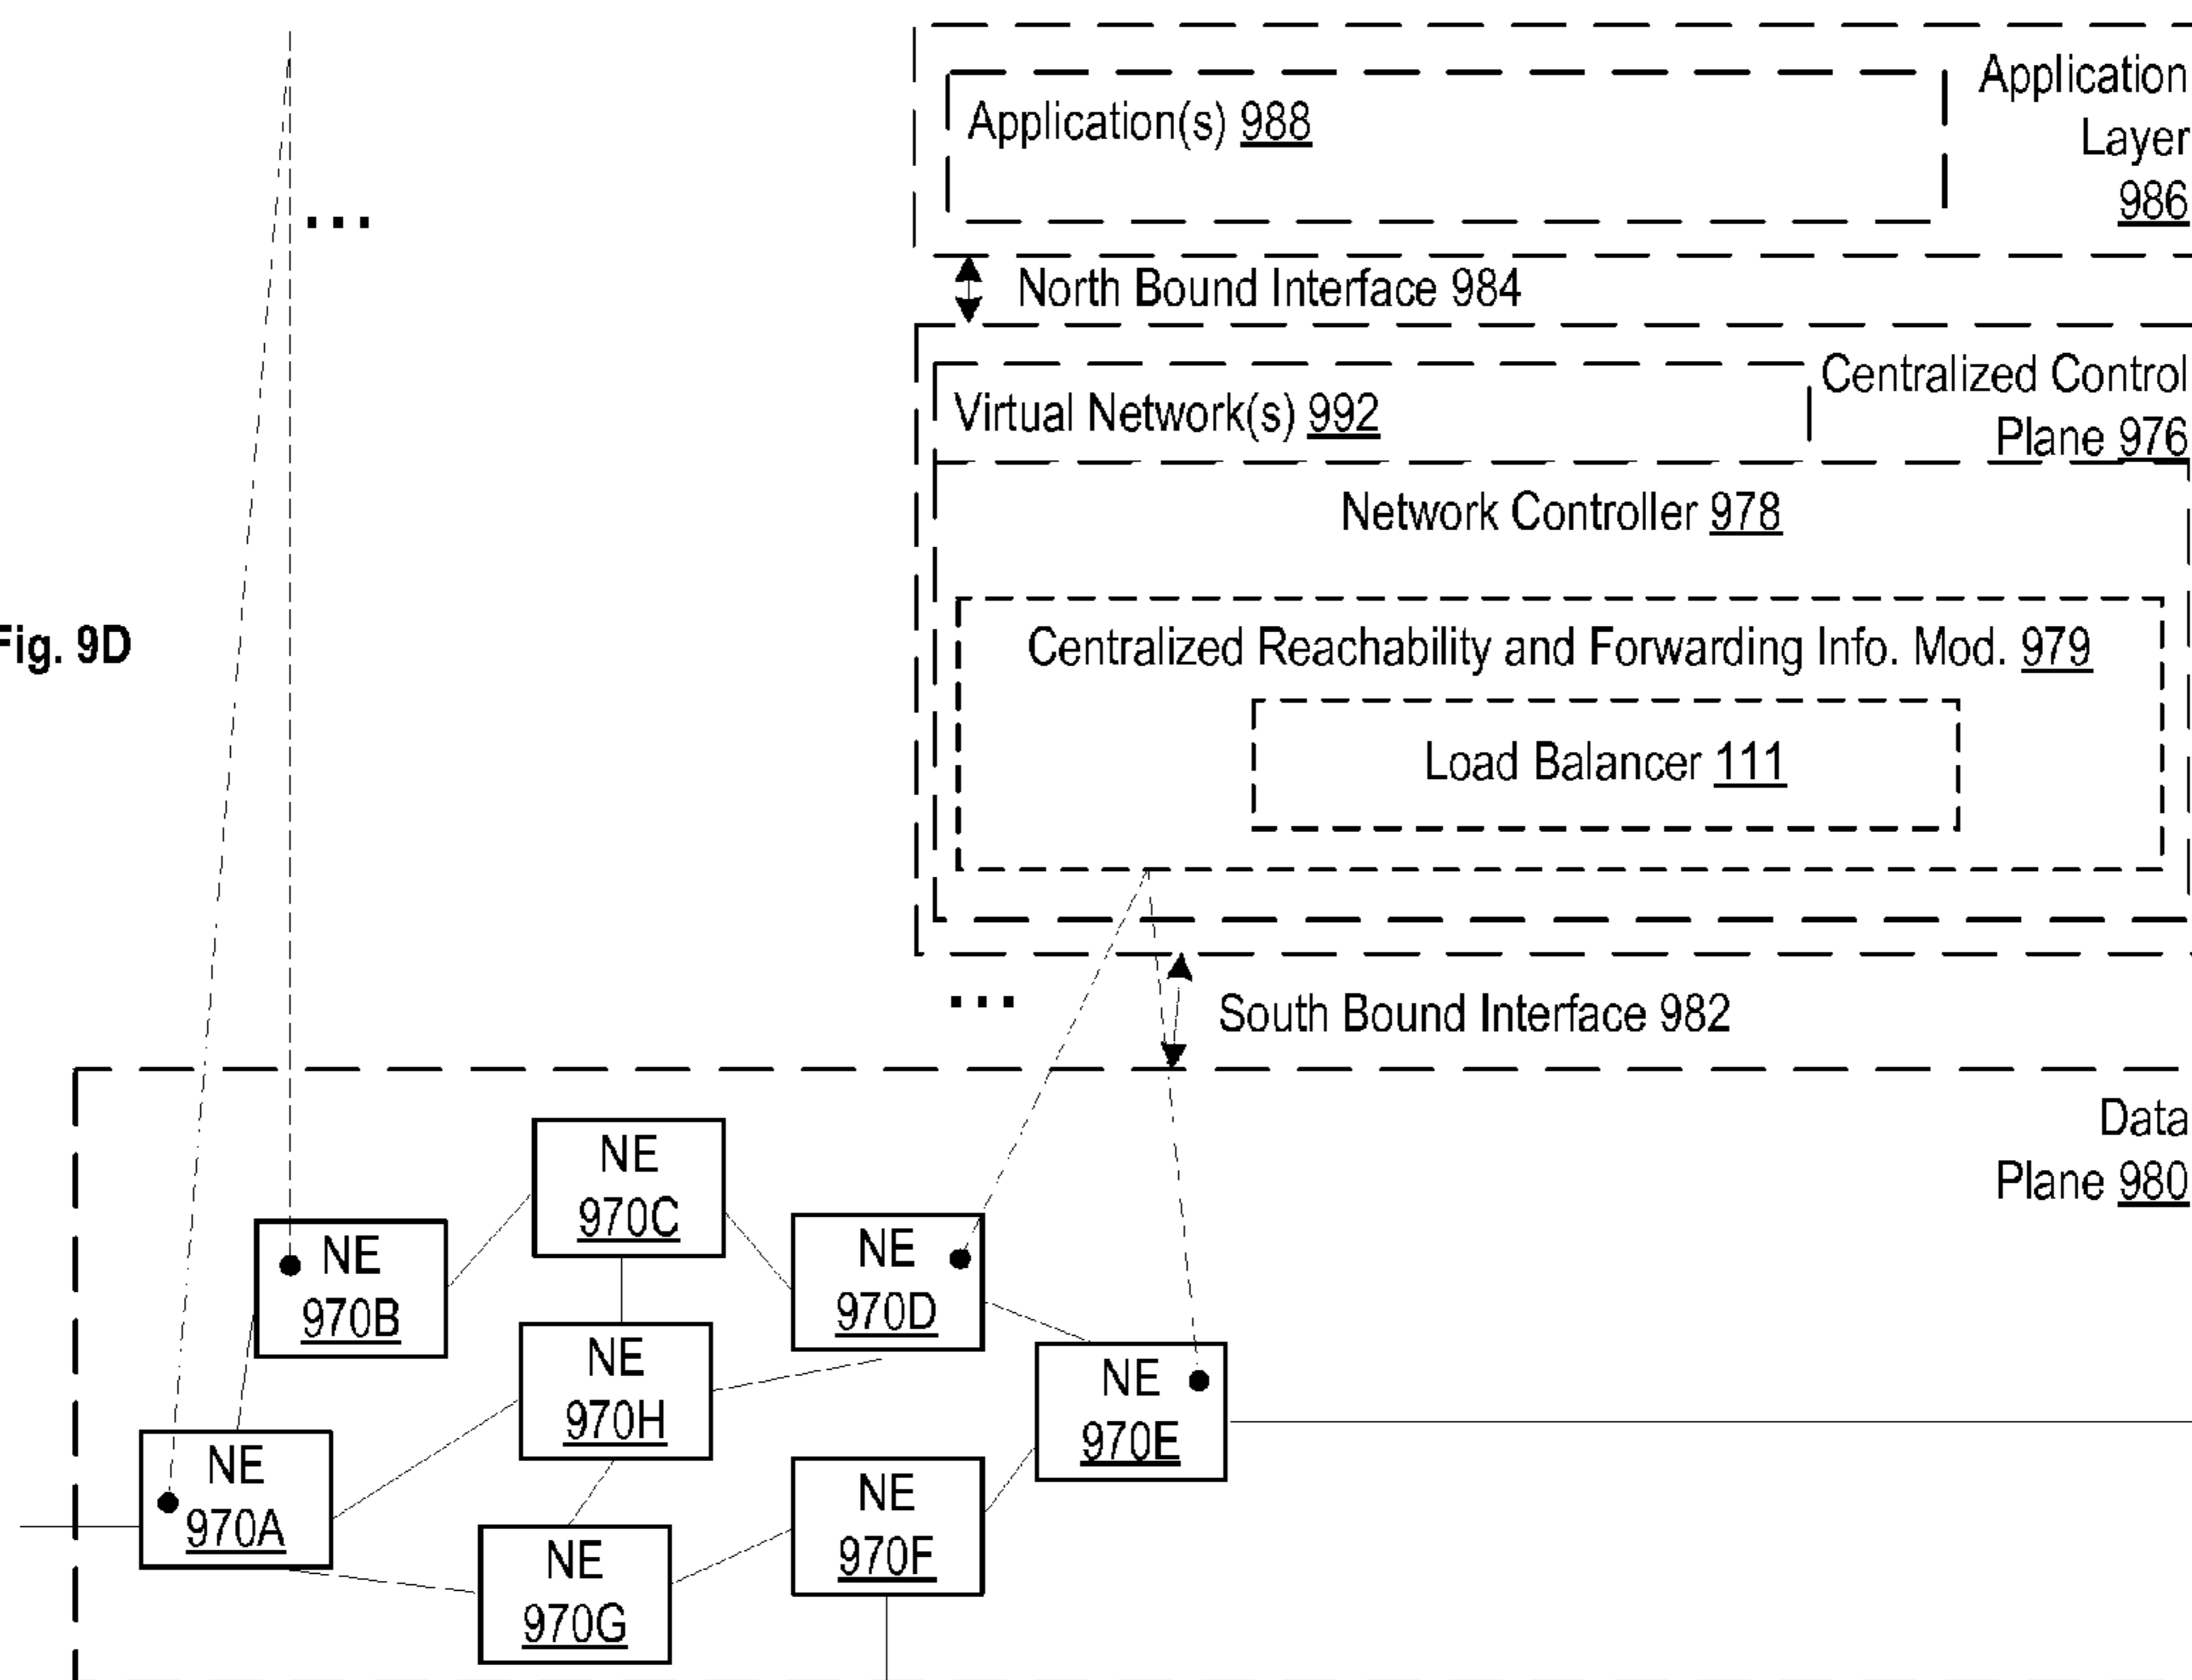 Application
Layer
986
Application(s) 988
North Bound Interface 984
Centralized Control
Plane 976
Virtual Network(s) 992
Network Controller 978
Centralized Reachability and Forwarding Info. Mod. 979
Load Balancer 111
Fig. 9D
South Bound Interface 982
Data
Plane 980
NE
970C
NE
970B
NE
970D
NE
970H
NE
970E
NE
970A
NE
970F
NE
970G